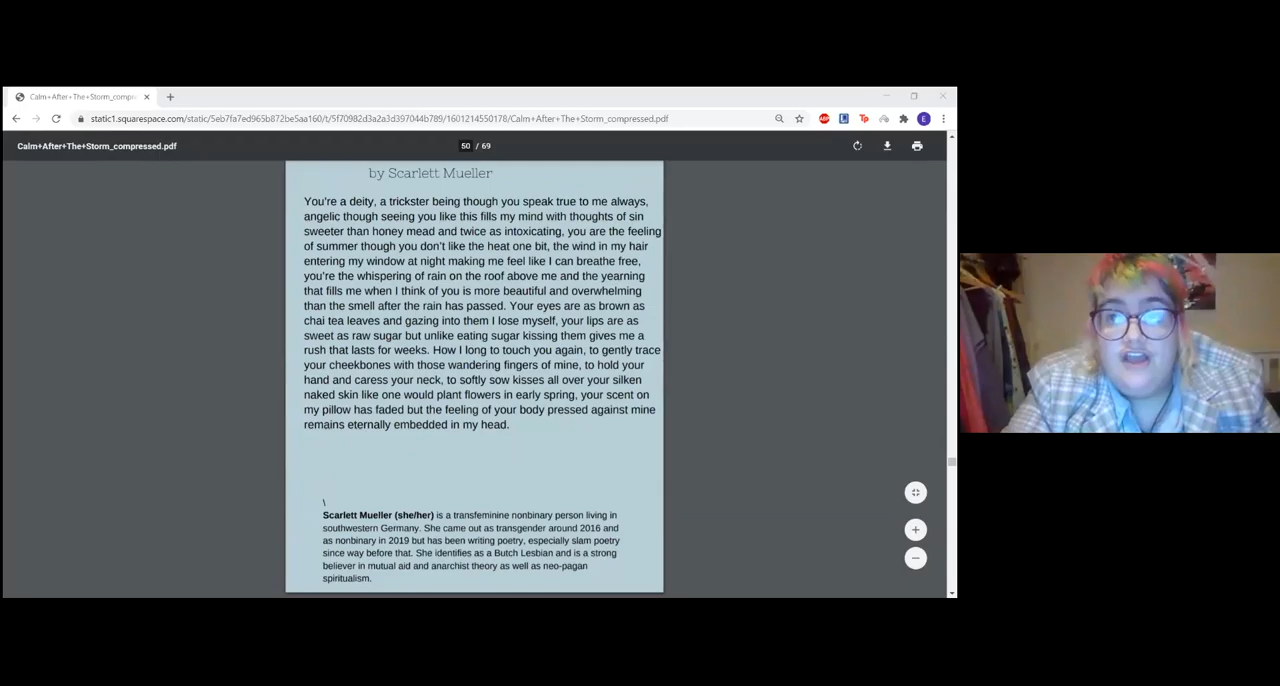 Calm+After+The+Storm_compre
static1.squarespace.com/static/5eb7fa7ed965b872be5aa160/t/5f70982d3a2a3d397044b789/1601214550178/Calm+After+The+Storm_compressed.pdf
ABP
Tp
E
Calm+After+The+Storm_compressed.pdf
50 / 69
by Scarlett Mueller
You're a deity, a trickster being though you speak true to me always,
angelic though seeing you like this fills my mind with thoughts of sin
sweeter than honey mead and twice as intoxicating, you are the feeling
of summer though you don't like the heat one bit, the wind in my hair
entering my window at night making me feel like I can breathe free,
you're the whispering of rain on the roof above me and the yearning
that fills me when I think of you is more beautiful and overwhelming
than the smell after the rain has passed. Your eyes are as brown as
chai tea leaves and gazing into them I lose myself, your lips are as
sweet as raw sugar but unlike eating sugar kissing them gives me a
rush that lasts for weeks. How I long to touch you again, to gently trace
your cheekbones with those wandering fingers of mine, to hold your
hand and caress your neck, to softly sow kisses all over your silken
naked skin like one would plant flowers in early spring, your scent on
my pillow has faded but the feeling of your body pressed against mine
remains eternally embedded in my head.
\
Scarlett Mueller (she/her) is a transfeminine nonbinary person living in
southwestern Germany. She came out as transgender around 2016 and
as nonbinary in 2019 but has been writing poetry, especially slam poetry
since way before that. She identifies as a Butch Lesbian and is a strong
believer in mutual aid and anarchist theory as well as neo-pagan
spiritualism.